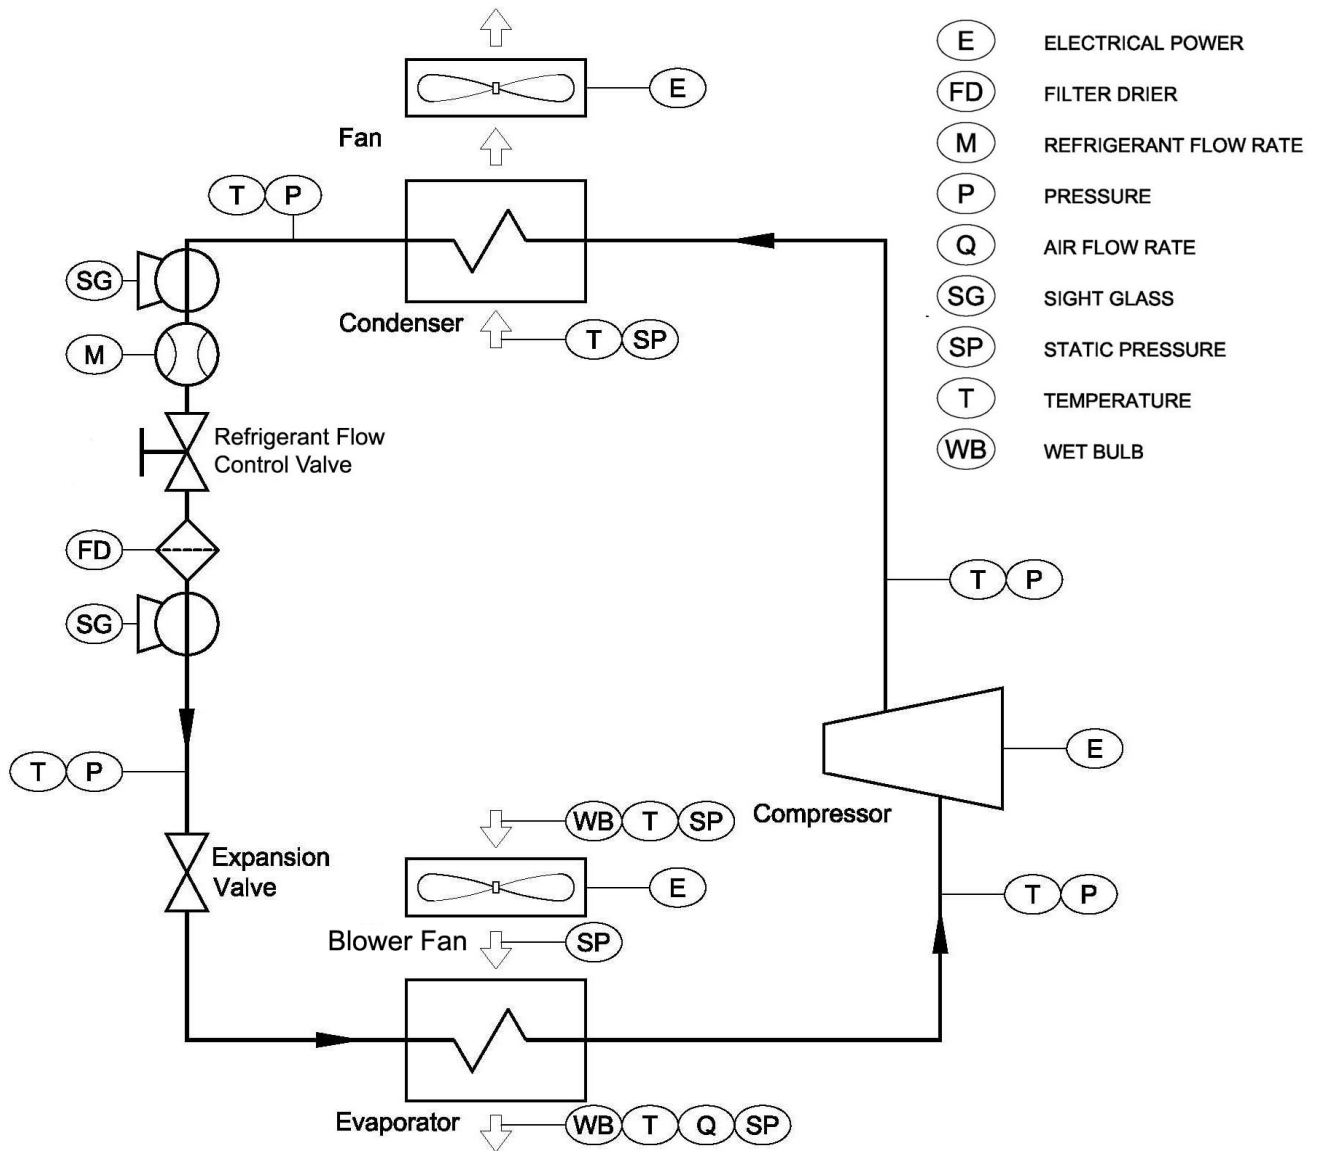 E ELECTRICAL POWER
FD FILTER DRIER
M REFRIGERANT FLOW RATE
P PRESSURE
Q AIR FLOW RATE
SG SIGHT GLASS
SP STATIC PRESSURE
T TEMPERATURE
WB WET BULB
E
Fan
T P
SG
Condenser
T SP
M
Refrigerant Flow
Control Valve
FD
T P
SG
E
T P
WB T SP
Compressor
Expansion
Valve
E
T P
Blower Fan
SP
Evaporator
WB T Q SP